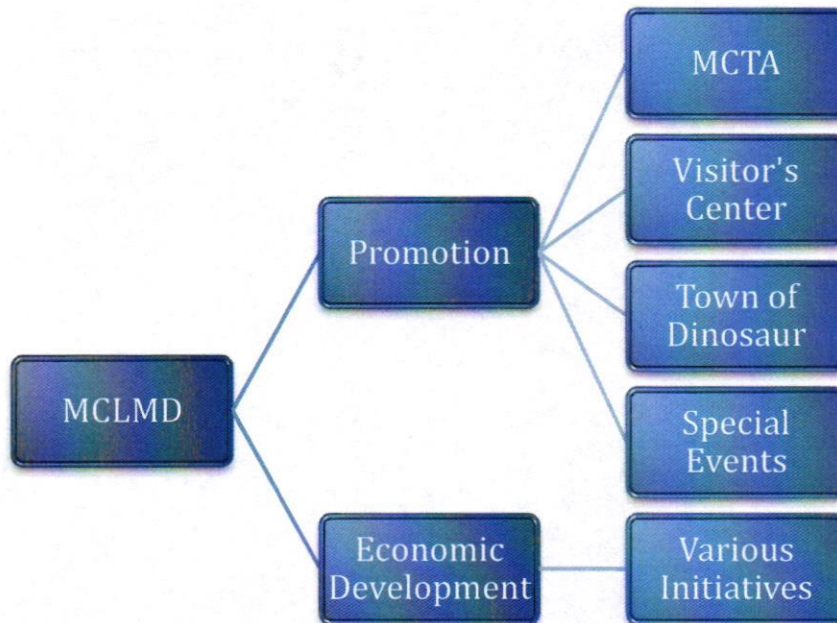 MCLMD
Promotion
Economic
Development
MCTA
Visitor's
Center
Town of
Dinosaur
Special
Events
Various
Initiatives